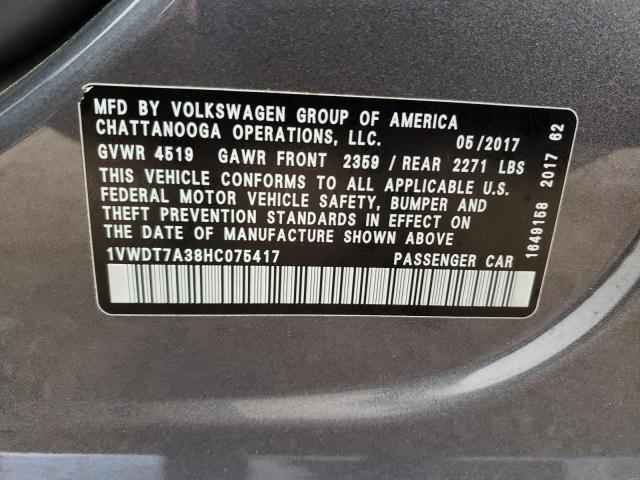 MFD BY VOLKSWAGEN GROUP OF AMERICA
CHATTANOOGA OPERATIONS, LLC. 05/2017
GVWR 4519 GAWR FRONT 2359 / REAR 2271 LBS
THIS VEHICLE CONFORMS TO ALL APPLICABLE U.S.
FEDERAL MOTOR VEHICLE SAFETY, BUMPER AND
THEFT PREVENTION STANDARDS IN EFFECT ON
THE DATE OF MANUFACTURE SHOWN ABOVE
1VWDT7A38HC075417 PASSENGER CAR
1649158 2017 62